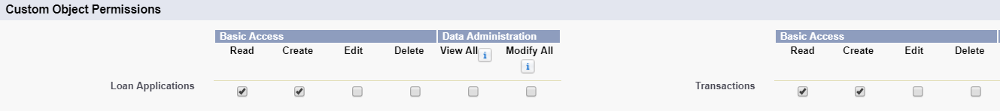 Custom Object Permissions
Basic Access Data Administration Basic Access
Read Create Edit Delete View All i Modify All i Read Create Edit Delete
Loan Applications Transactions